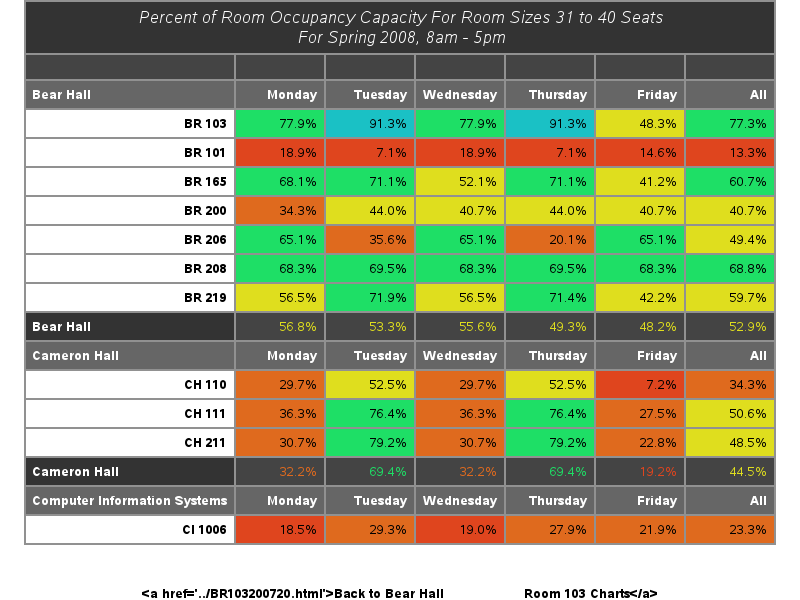 Percent of Room Occupancy Capacity For Room Sizes 31 to 40 Seats
For Spring 2008, 8am - 5pm
Bear Hall Monday Tuesday Wednesday Thursday Friday All
BR 103 77.9% 91.3% 77.9% 91.3% 48.3% 77.3%
BR 101 18.9% 7.1% 18.9% 7.1% 14.6% 13.3%
BR 165 68.1% 71.1% 52.1% 71.1% 41.2% 60.7%
BR 200 34.3% 44.0% 40.7% 44.0% 40.7% 40.7%
BR 206 65.1% 35.6% 65.1% 20.1% 65.1% 49.4%
BR 208 68.3% 69.5% 68.3% 69.5% 68.3% 68.8%
BR 219 56.5% 71.9% 56.5% 71.4% 42.2% 59.7%
Bear Hall 56.8% 53.3% 55.6% 49.3% 48.2% 52.9%
Cameron Hall Monday Tuesday Wednesday Thursday Friday All
CH 110 29.7% 52.5% 29.7% 52.5% 7.2% 34.3%
CH 111 36.3% 76.4% 36.3% 76.4% 27.5% 50.6%
CH 211 30.7% 79.2% 30.7% 79.2% 22.8% 48.5%
Cameron Hall 32.2% 69.4% 32.2% 69.4% 19.2% 44.5%
Computer Information Systems Monday Tuesday Wednesday Thursday Friday All
CI 1006 18.5% 29.3% 19.0% 27.9% 21.9% 23.3%
<a href='../BR103200720.html'>Back to Bear Hall Room 103 Charts</a>